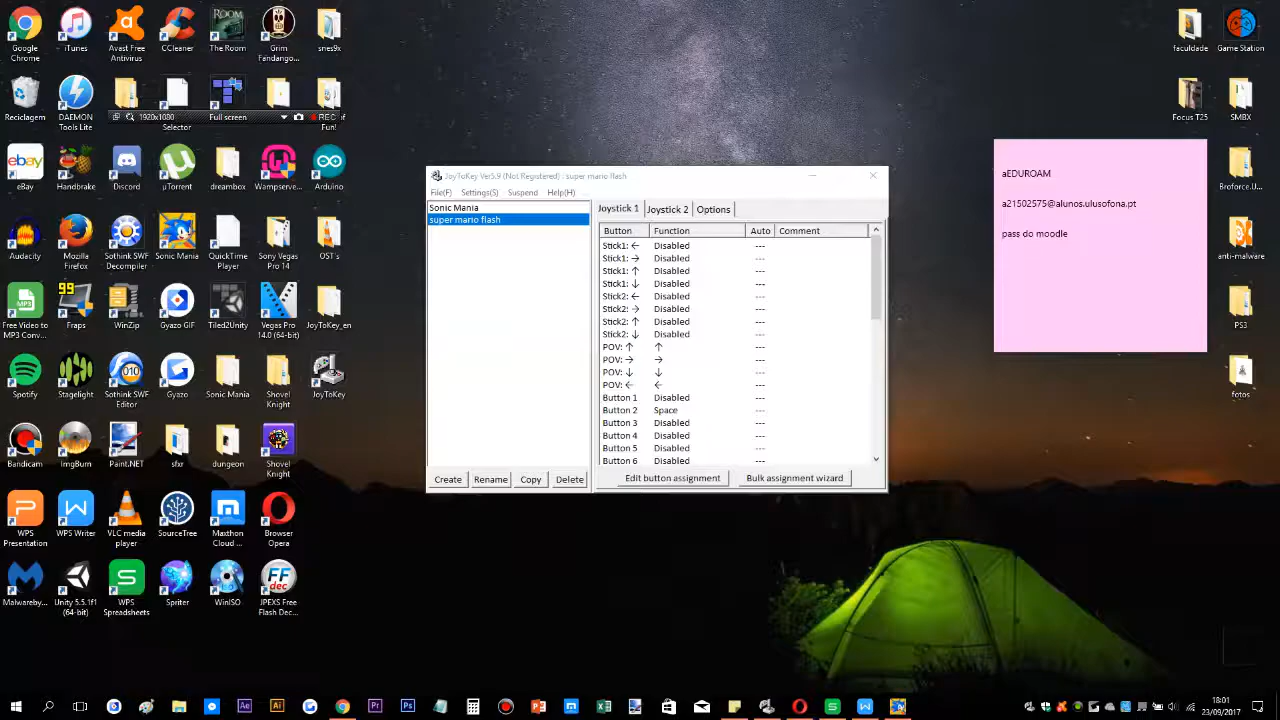 Google Chrome
iTunes
Avast Free Antivirus
CCleaner
The Room
Grim Fandango...
snes9x
faculdade
Game Station
Reciclagem
DAEMON Tools Lite
1920x1080
Full screen
REC
Selector
of Fun!
Focus T25
SMBX
eBay
Handbrake
Discord
µTorrent
dreambox
Wampserve...
Arduino
Broforce.U...
Audacity
Mozilla Firefox
Sothink SWF Decompiler
Sonic Mania
QuickTime Player
Sony Vegas Pro 14
OST's
anti-malware
Free Video to MP3 Conv...
99
Fraps
WinZip
Gyazo GIF
Tiled2Unity
Vegas Pro 14.0 (64-bit)
JoyToKey_en
PS3
Spotify
Stagelight
Sothink SWF Editor
Gyazo
Sonic Mania
Shovel Knight
JoyToKey
fotos
Bandicam
ImgBurn
Paint.NET
sfxr
dungeon
Shovel Knight
WPS Presentation
WPS Writer
VLC media player
SourceTree
Maxthon Cloud ...
Browser Opera
Malwareby...
Unity 5.5.1f1 (64-bit)
WPS Spreadsheets
Spriter
WinISO
JPEXS Free Flash Dec...
JoyToKey Ver5.9 (Not Registered) : super mario flash
File(F) Settings(S) Suspend Help(H)
Sonic Mania
super mario flash
Joystick 1 Joystick 2 Options
Button Function Auto Comment
Stick1: ← Disabled ---
Stick1: → Disabled ---
Stick1: ↑ Disabled ---
Stick1: ↓ Disabled ---
Stick2: ← Disabled ---
Stick2: → Disabled ---
Stick2: ↑ Disabled ---
Stick2: ↓ Disabled ---
POV: ↑ ↑ ---
POV: → → ---
POV: ↓ ↓ ---
POV: ← ← ---
Button 1 Disabled ---
Button 2 Space ---
Button 3 Disabled ---
Button 4 Disabled ---
Button 5 Disabled ---
Button 6 Disabled ---
Create Rename Copy Delete
Edit button assignment Bulk assignment wizard
aEDUROAM
a21502575@alunos.ulusofona.pt
pass do moodle
18:01
23/09/2017